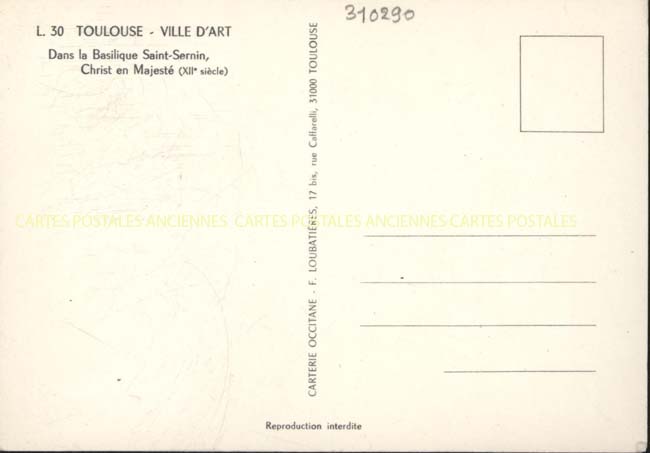 310290
L. 30 TOULOUSE - VILLE D'ART
Dans la Basilique Saint-Sernin,
Christ en Majesté (XIIe siècle)
CARTERIE OCCITANE - F. LOUBATIÈRES, 17 bis, rue Caffarelli, 31000 TOULOUSE
CARTES POSTALES ANCIENNES CARTES POSTALES ANCIENNES CARTES POSTALES
Reproduction interdite